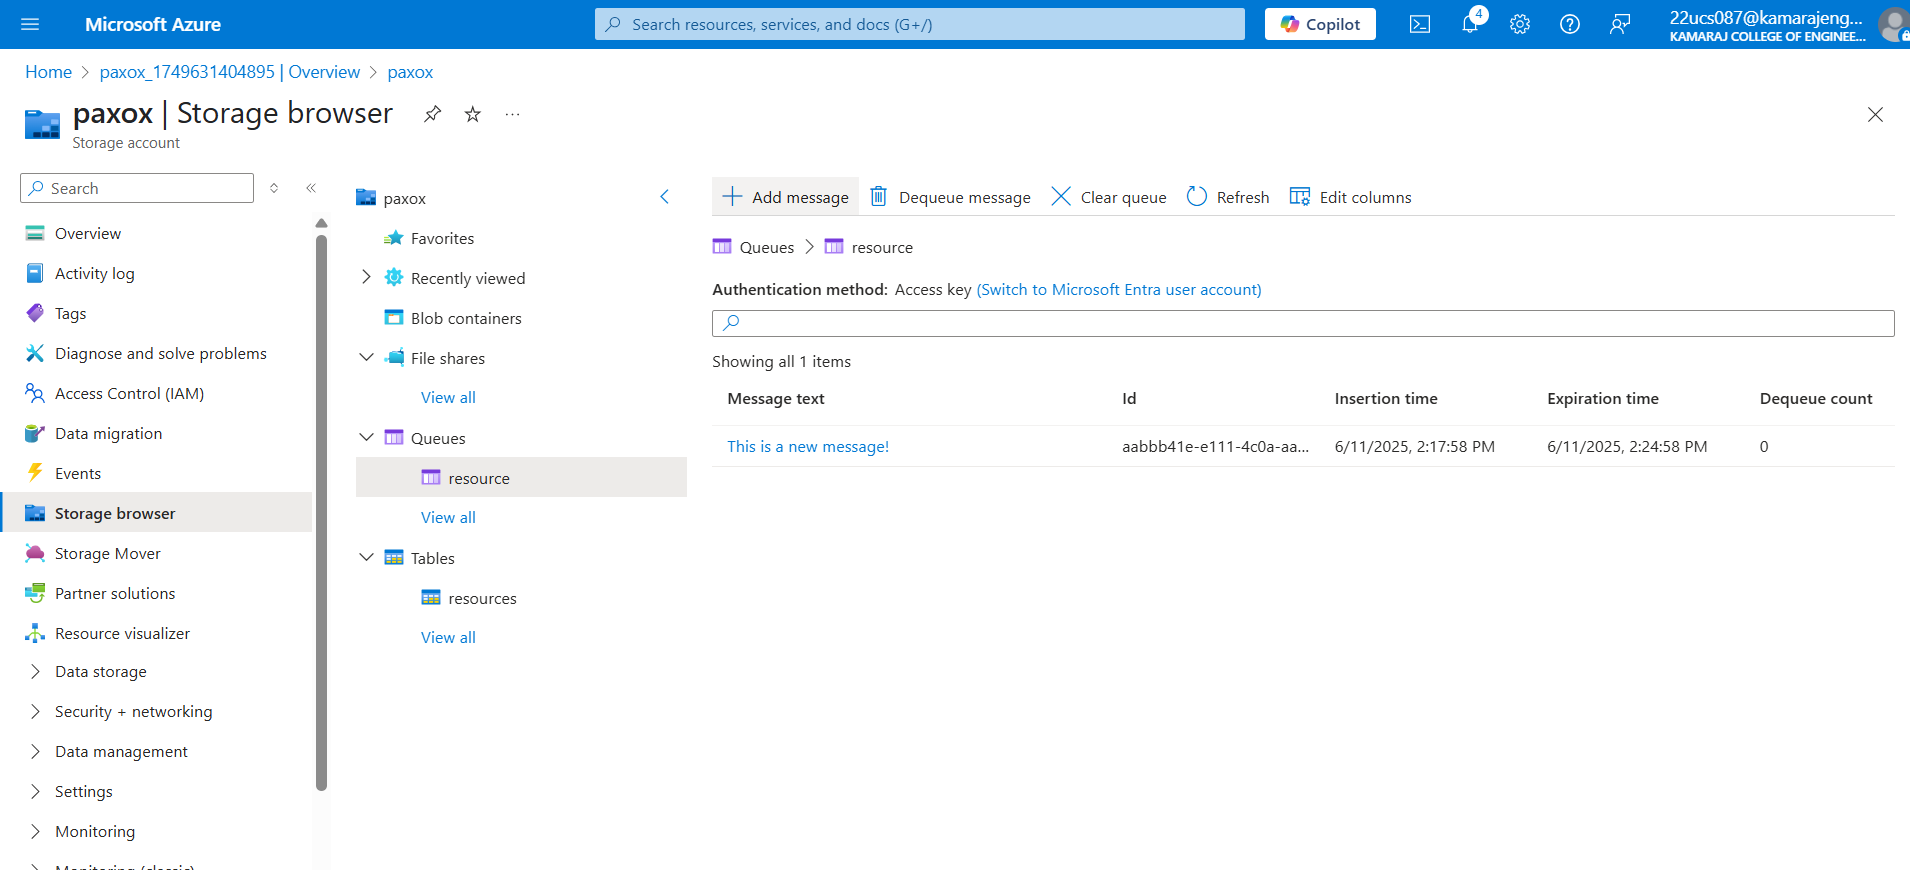 Microsoft Azure
Search resources, services, and docs (G+/)
Copilot
4
22ucs087@kamarajeng...
KAMARAJ COLLEGE OF ENGINEE...
Home > paxox_1749631404895 | Overview > paxox
paxox | Storage browser
Storage account
Search
Overview
Activity log
Tags
Diagnose and solve problems
Access Control (IAM)
Data migration
Events
Storage browser
Storage Mover
Partner solutions
Resource visualizer
Data storage
Security + networking
Data management
Settings
Monitoring
Monitoring (classic)
paxox
Favorites
Recently viewed
Blob containers
File shares
View all
Queues
resource
View all
Tables
resources
View all
Add message Dequeue message Clear queue Refresh Edit columns
Queues > resource
Authentication method: Access key (Switch to Microsoft Entra user account)
Showing all 1 items
Message text Id Insertion time Expiration time Dequeue count
This is a new message! aabbb41e-e111-4c0a-aa... 6/11/2025, 2:17:58 PM 6/11/2025, 2:24:58 PM 0